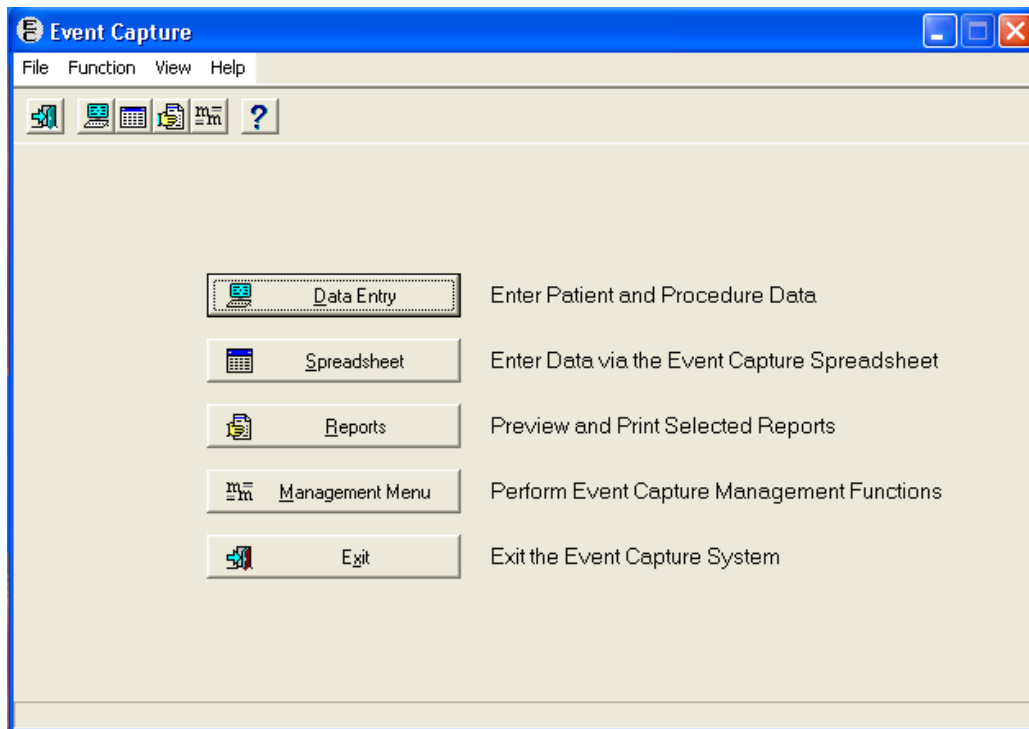 Event Capture
File Function View Help
Data Entry Enter Patient and Procedure Data
Spreadsheet Enter Data via the Event Capture Spreadsheet
Reports Preview and Print Selected Reports
Management Menu Perform Event Capture Management Functions
Exit Exit the Event Capture System